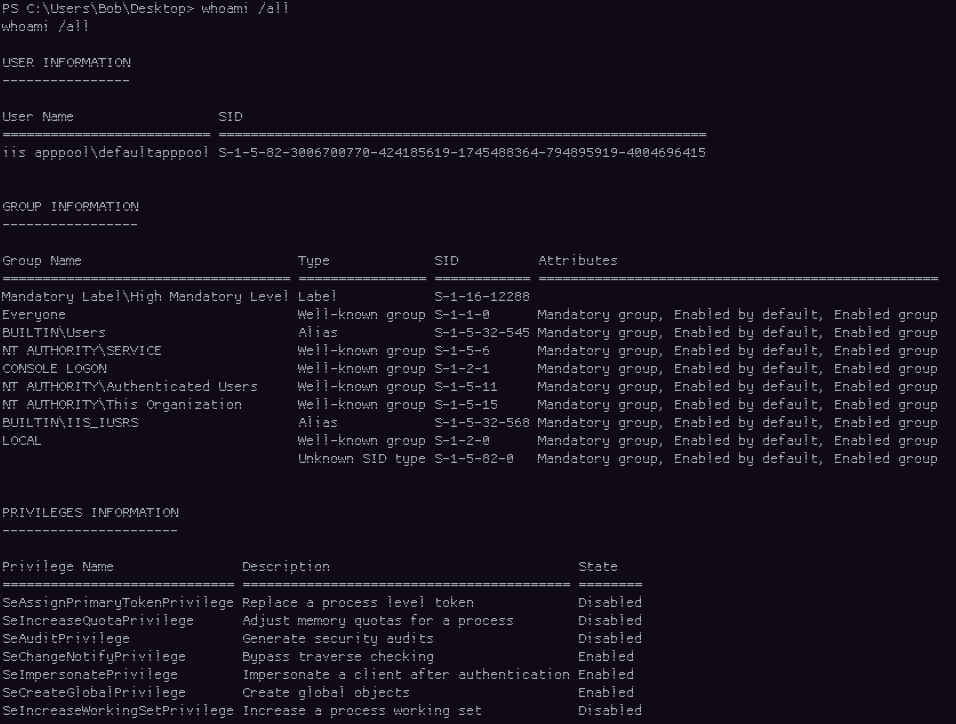 PS C:\Users\Bob\Desktop> whoami /all
whoami /all
USER INFORMATION
----------------
User Name                  SID
========================== =============================================================
iis apppool\defaultapppool S-1-5-82-3006700770-424185619-1745488364-794895919-4004696415
GROUP INFORMATION
-----------------
Group Name                           Type             SID          Attributes
==================================== ================ ============ ==================================================
Mandatory Label\High Mandatory Level Label            S-1-16-12288
Everyone                             Well-known group S-1-1-0      Mandatory group, Enabled by default, Enabled group
BUILTIN\Users                        Alias            S-1-5-32-545 Mandatory group, Enabled by default, Enabled group
NT AUTHORITY\SERVICE                 Well-known group S-1-5-6      Mandatory group, Enabled by default, Enabled group
CONSOLE LOGON                        Well-known group S-1-2-1      Mandatory group, Enabled by default, Enabled group
NT AUTHORITY\Authenticated Users     Well-known group S-1-5-11     Mandatory group, Enabled by default, Enabled group
NT AUTHORITY\This Organization       Well-known group S-1-5-15     Mandatory group, Enabled by default, Enabled group
BUILTIN\IIS_IUSRS                    Alias            S-1-5-32-568 Mandatory group, Enabled by default, Enabled group
LOCAL                                Well-known group S-1-2-0      Mandatory group, Enabled by default, Enabled group
                                     Unknown SID type S-1-5-82-0   Mandatory group, Enabled by default, Enabled group
PRIVILEGES INFORMATION
----------------------
Privilege Name                Description                               State
============================= ========================================= ========
SeAssignPrimaryTokenPrivilege Replace a process level token             Disabled
SeIncreaseQuotaPrivilege      Adjust memory quotas for a process        Disabled
SeAuditPrivilege              Generate security audits                  Disabled
SeChangeNotifyPrivilege       Bypass traverse checking                  Enabled
SeImpersonatePrivilege        Impersonate a client after authentication Enabled
SeCreateGlobalPrivilege       Create global objects                     Enabled
SeIncreaseWorkingSetPrivilege Increase a process working set            Disabled